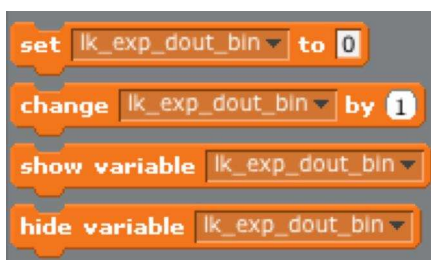 set lk_exp_dout_bin to 0
change lk_exp_dout_bin by 1
show variable lk_exp_dout_bin
hide variable lk_exp_dout_bin